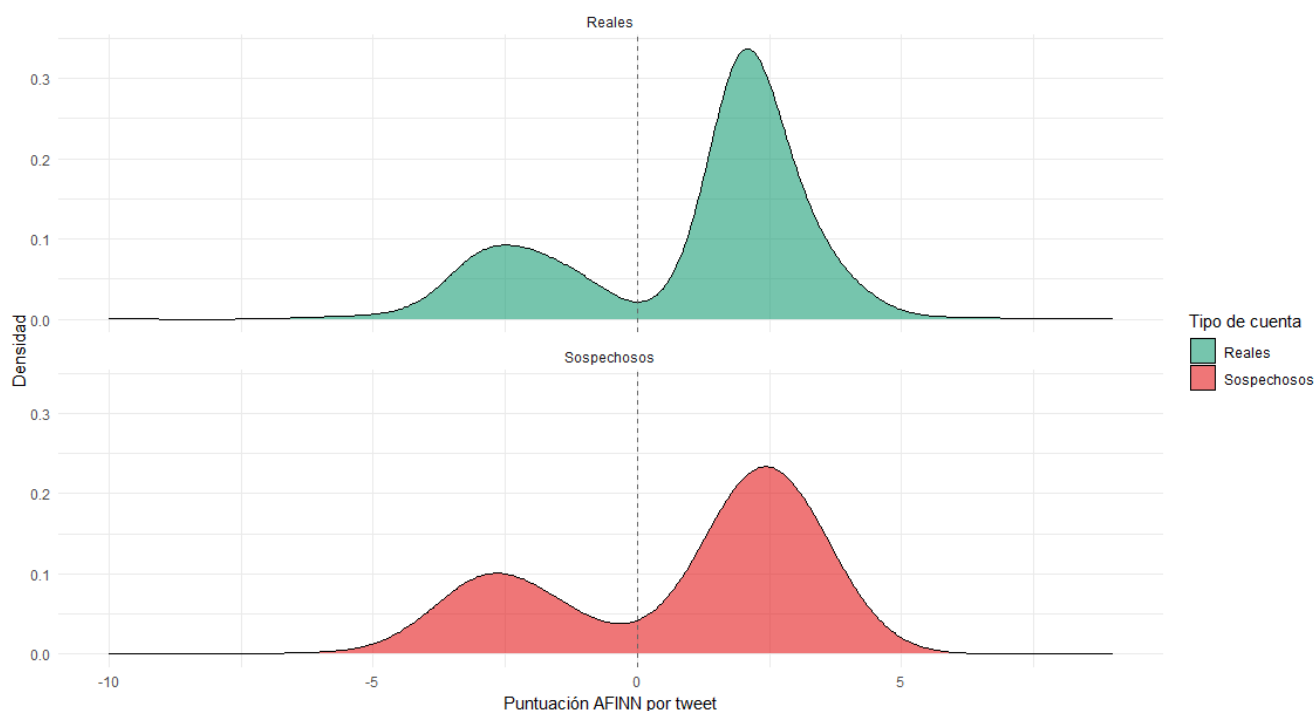 Reales
0.3
0.2
0.1
0.0
Sospechosos
0.3
0.2
0.1
0.0
-10
-5
0
5
Puntuación AFINN por tweet
Densidad
Tipo de cuenta
Reales
Sospechosos